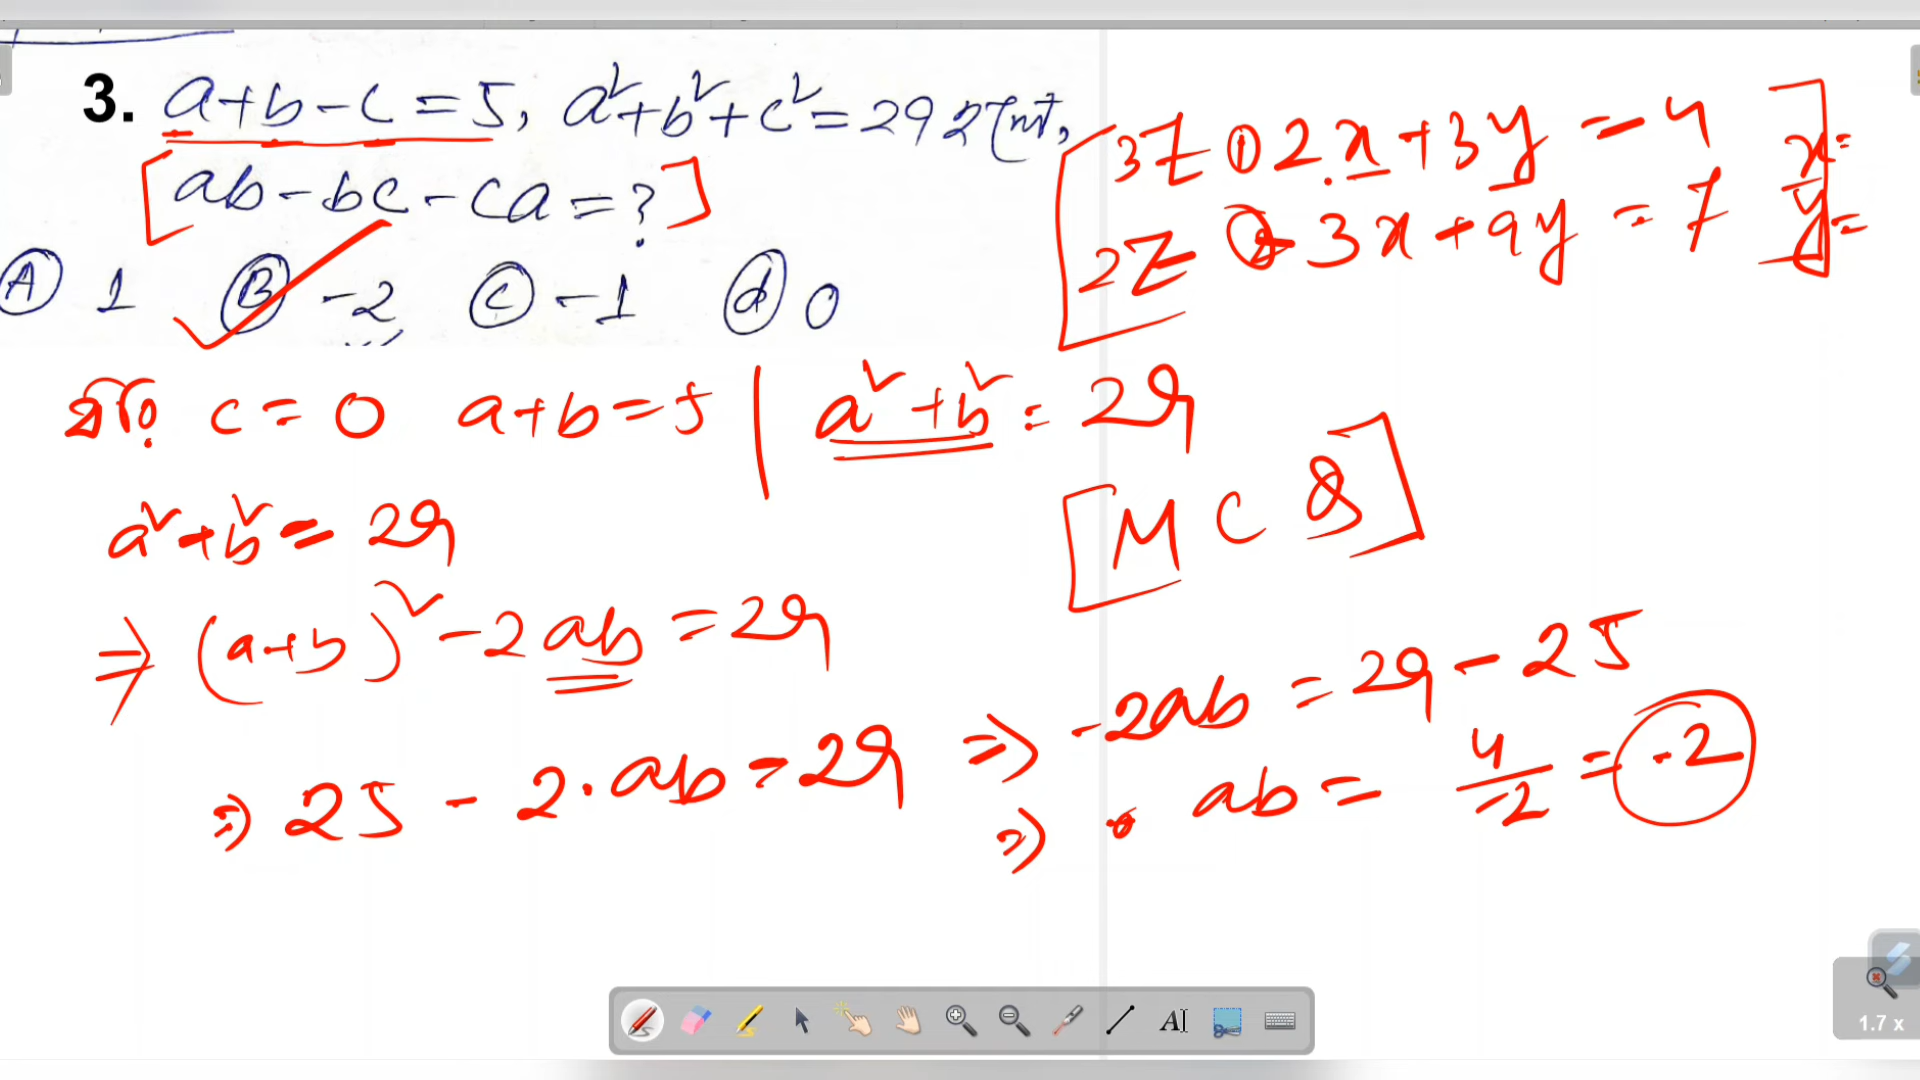 3. a+b-c=5, a²+b²+c²=29 হলে,
[ab-bc-ca=?]
Ⓐ 1 Ⓑ -2 Ⓒ -1 ⓓ 0
3Z ① 2x+3y=4
2Z ② 3x+9y=7
x=
y=
ধরি c=0 a+b=5 | a²+b²=29
a²+b²=29
[MCQ]
⇒ (a+b)²-2ab=29
⇒ 25-2·ab=29
⇒ -2ab=29-25
⇒ ab=4/-2=-2
1.7 x